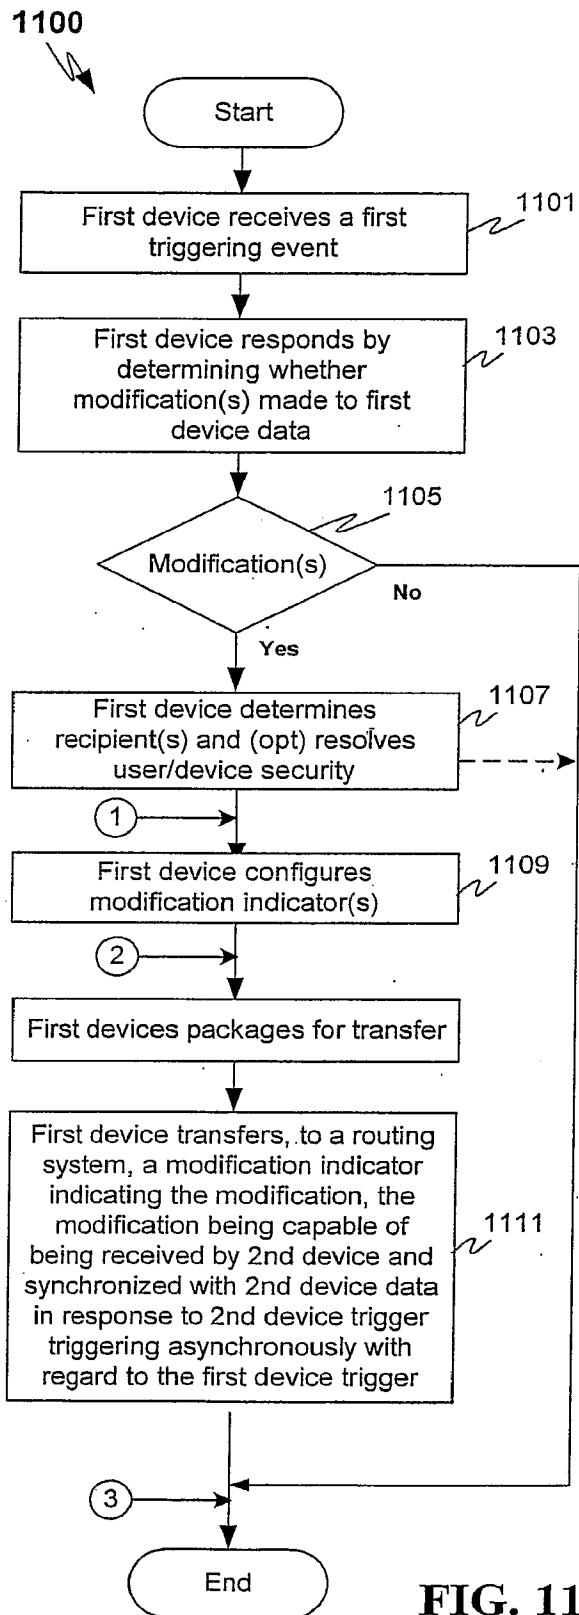 1100
Start
First device receives a first
triggering event
1101
First device responds by
determining whether
modification(s) made to first
device data
1103
1105
Modification(s)
No
Yes
First device determines
recipient(s) and (opt) resolves
user/device security
1107
1
First device configures
modification indicator(s)
1109
2
First devices packages for transfer
First device transfers, to a routing
system, a modification indicator
indicating the modification, the
modification being capable of
being received by 2nd device and
synchronized with 2nd device data
in response to 2nd device trigger
triggering asynchronously with
regard to the first device trigger
1111
3
End
FIG. 11